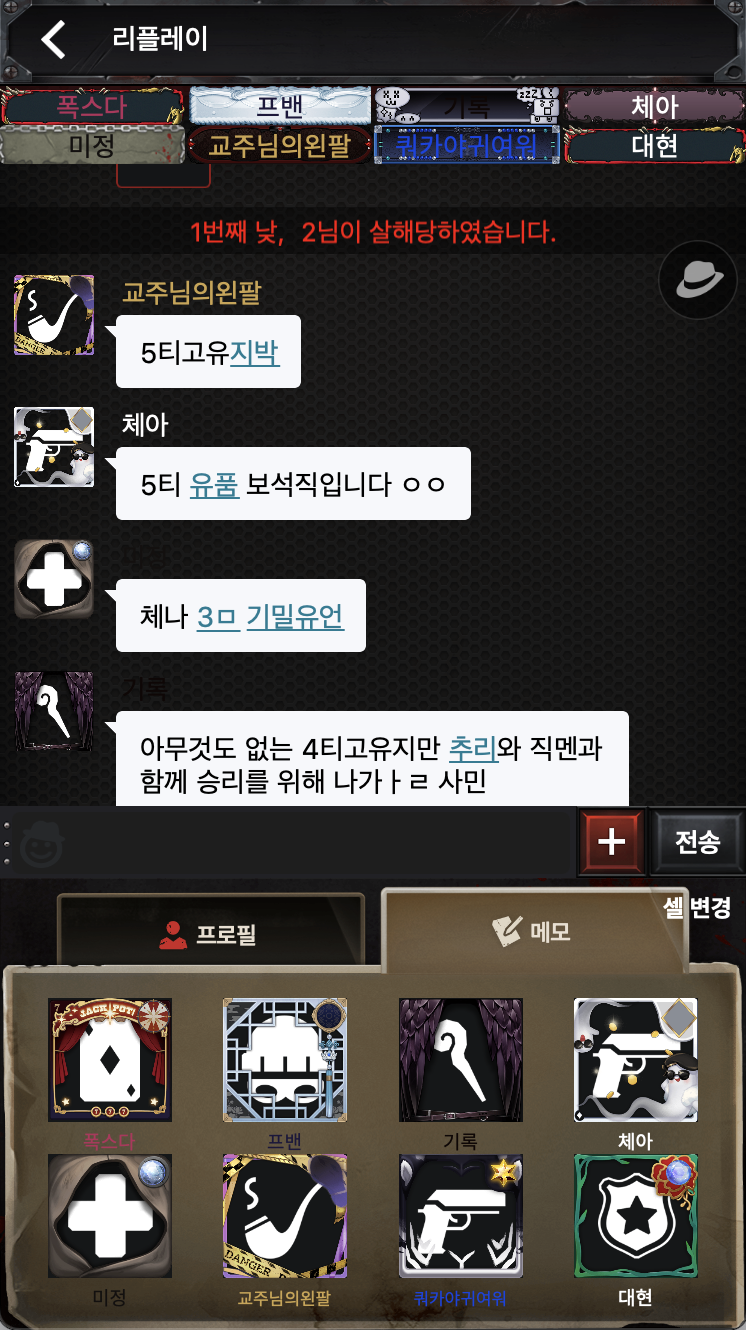 리플레이
폭스다
프밴
기록
체아
미정
교주님의왼팔
쿼카야귀여워
대현
1번째 낮, 2님이 살해당하였습니다.
교주님의왼팔
5티고유지박
체아
5티 유품 보석직입니다 ㅇㅇ
미정
체나 3ㅁ 기밀유언
기록
아무것도 없는 4티고유지만 추리와 직멘과
함께 승리를 위해 나가ㅏㄹ 사민
전송
셀 변경
프로필
메모
JACK POT!
폭스다
프밴
기록
체아
DANGER
미정
교주님의왼팔
쿼카야귀여워
대현